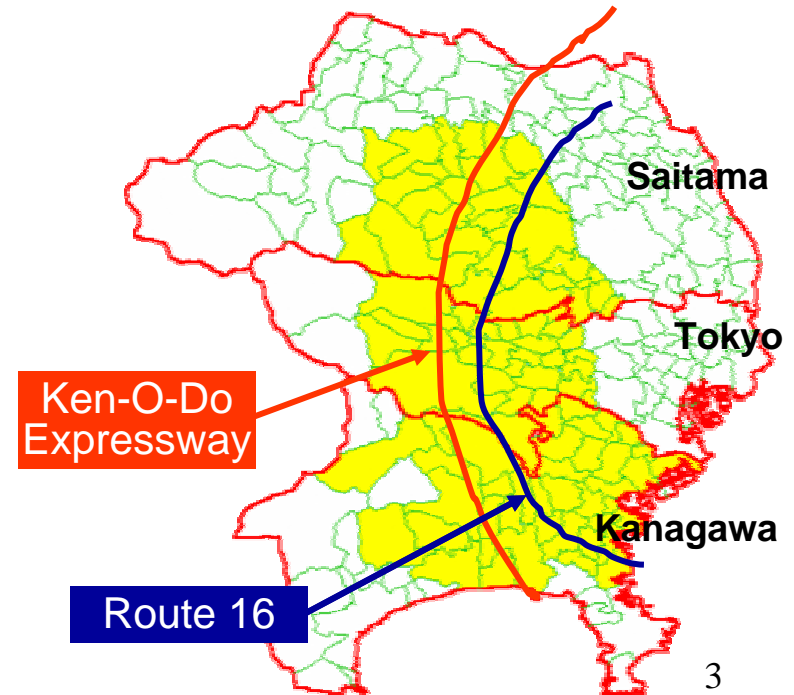 Saitama
Tokyo
Ken-O-Do
Expressway
Kanagawa
Route 16
3